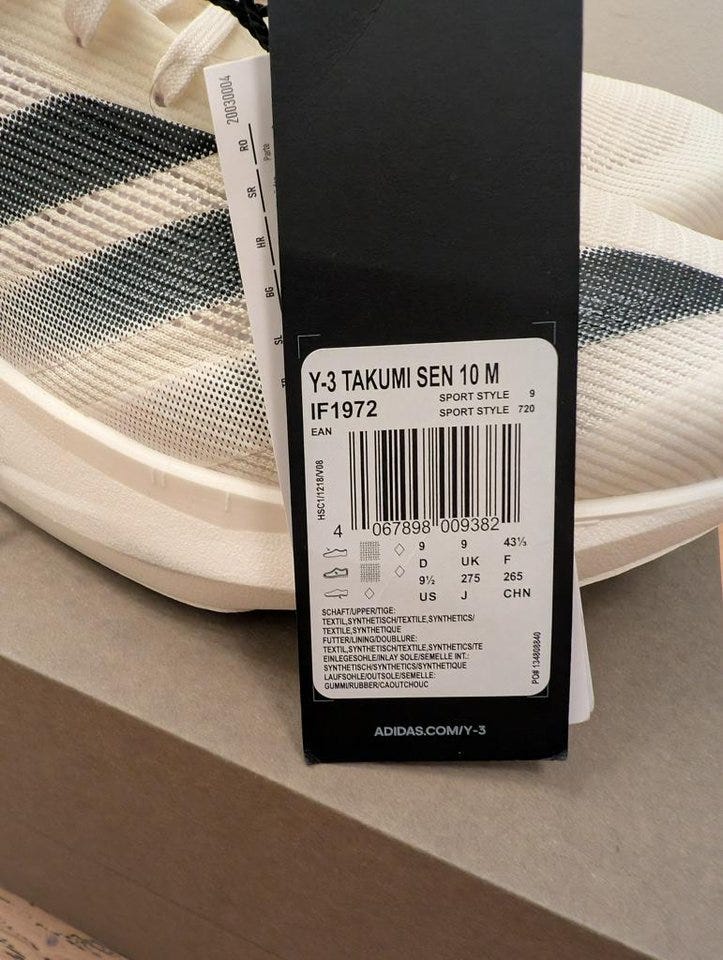 20030004
RO
SR
HR
BG
SL
Y-3 TAKUMI SEN 10 M
IF1972
SPORT STYLE 9
SPORT STYLE 720
EAN
HSC1/1218/V08
4 067898 009382
9 9 43⅓
D UK F
9½ 275 265
US J CHN
SCHAFT/UPPER/TIGE:
TEXTIL,SYNTHETISCH/TEXTILE,SYNTHETICS/
TEXTILE,SYNTHETIQUE
FUTTER/LINING/DOUBLURE:
TEXTIL,SYNTHETISCH/TEXTILE,SYNTHETICS/TE
EINLEGESOHLE/INLAY SOLE/SEMELLE INT.:
SYNTHETISCH/SYNTHETICS/SYNTHETIQUE
LAUFSOHLE/OUTSOLE/SEMELLE:
GUMMI/RUBBER/CAOUTCHOUC
PO# 134808840
ADIDAS.COM/Y-3